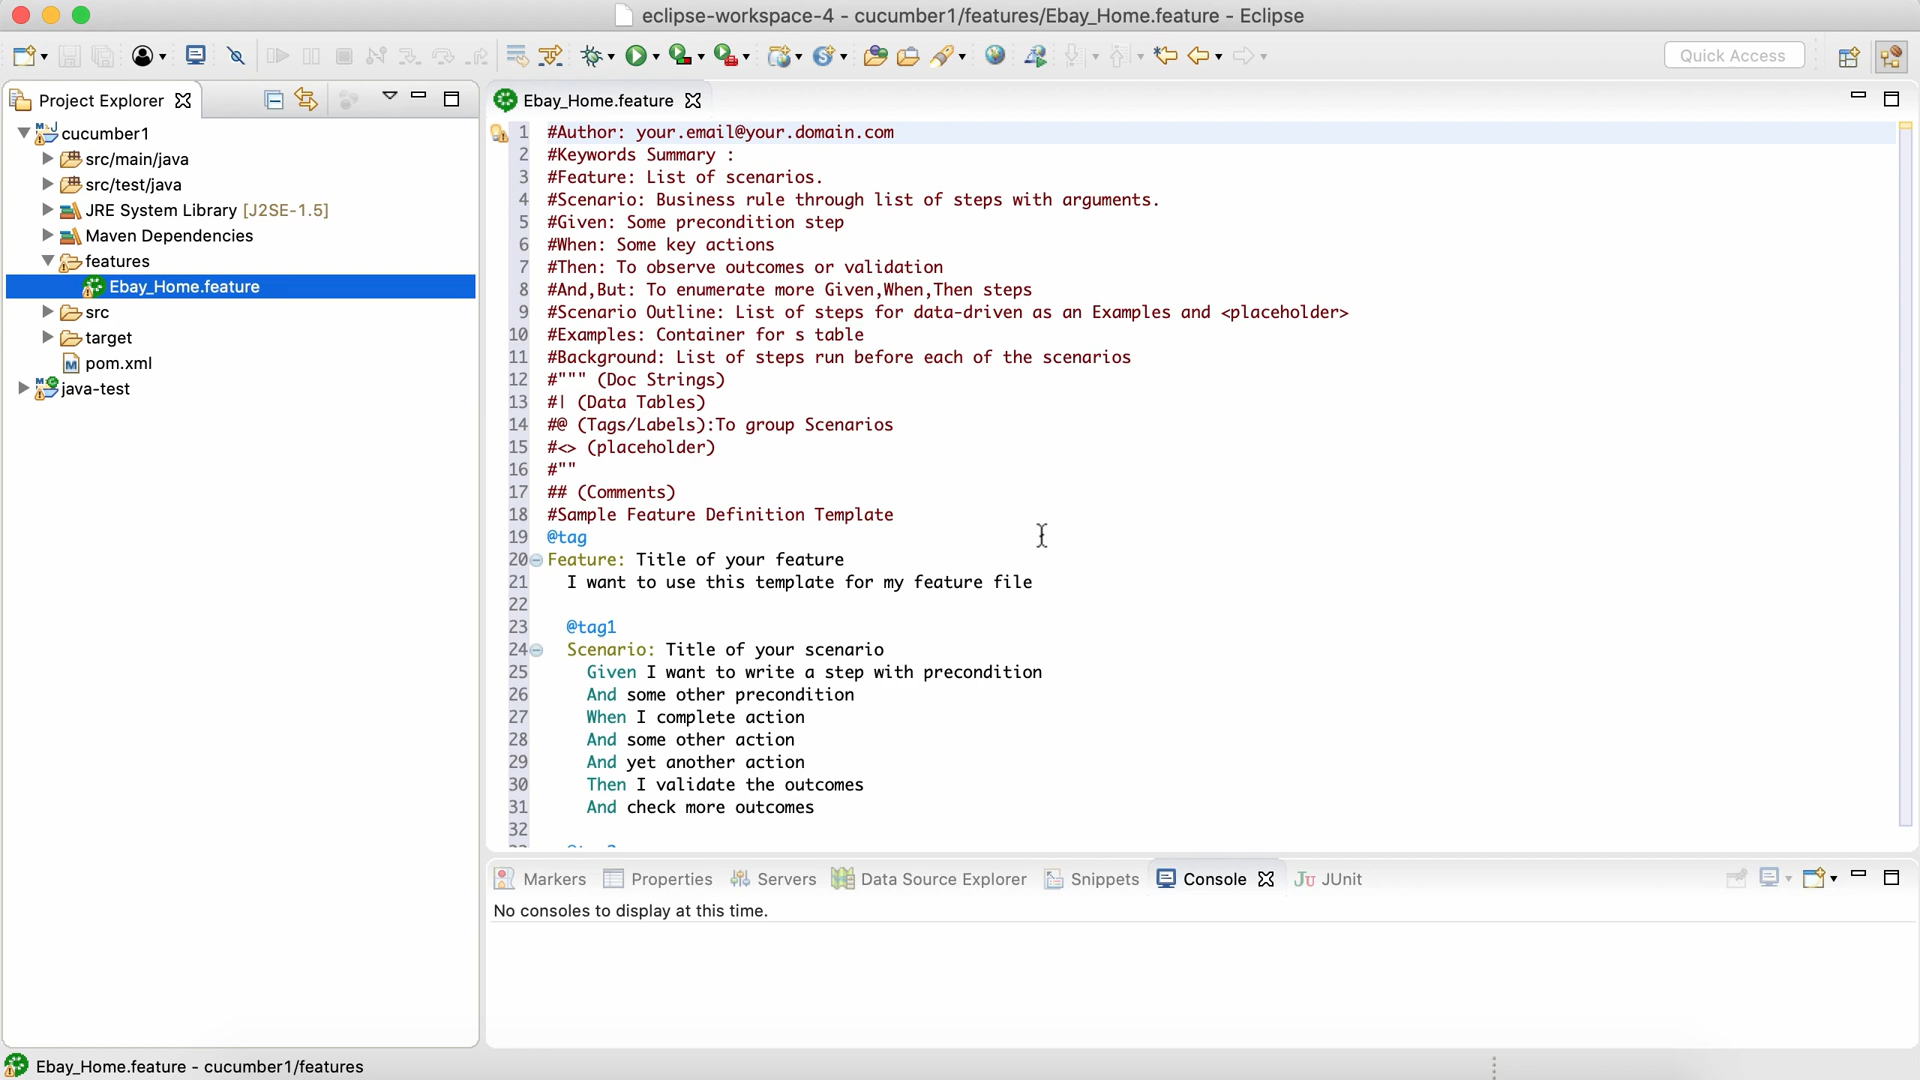 eclipse-workspace-4 - cucumber1/features/Ebay_Home.feature - Eclipse
Quick Access
Project Explorer
cucumber1
src/main/java
src/test/java
JRE System Library [J2SE-1.5]
Maven Dependencies
features
Ebay_Home.feature
src
target
pom.xml
java-test
Ebay_Home.feature
1 #Author: your.email@your.domain.com
2 #Keywords Summary :
3 #Feature: List of scenarios.
4 #Scenario: Business rule through list of steps with arguments.
5 #Given: Some precondition step
6 #When: Some key actions
7 #Then: To observe outcomes or validation
8 #And,But: To enumerate more Given,When,Then steps
9 #Scenario Outline: List of steps for data-driven as an Examples and <placeholder>
10 #Examples: Container for s table
11 #Background: List of steps run before each of the scenarios
12 #""" (Doc Strings)
13 #| (Data Tables)
14 #@ (Tags/Labels):To group Scenarios
15 #<> (placeholder)
16 #""
17 ## (Comments)
18 #Sample Feature Definition Template
19 @tag
20 Feature: Title of your feature
21 I want to use this template for my feature file
22
23 @tag1
24 Scenario: Title of your scenario
25 Given I want to write a step with precondition
26 And some other precondition
27 When I complete action
28 And some other action
29 And yet another action
30 Then I validate the outcomes
31 And check more outcomes
32
Markers Properties Servers Data Source Explorer Snippets Console JUnit
No consoles to display at this time.
Ebay_Home.feature - cucumber1/features